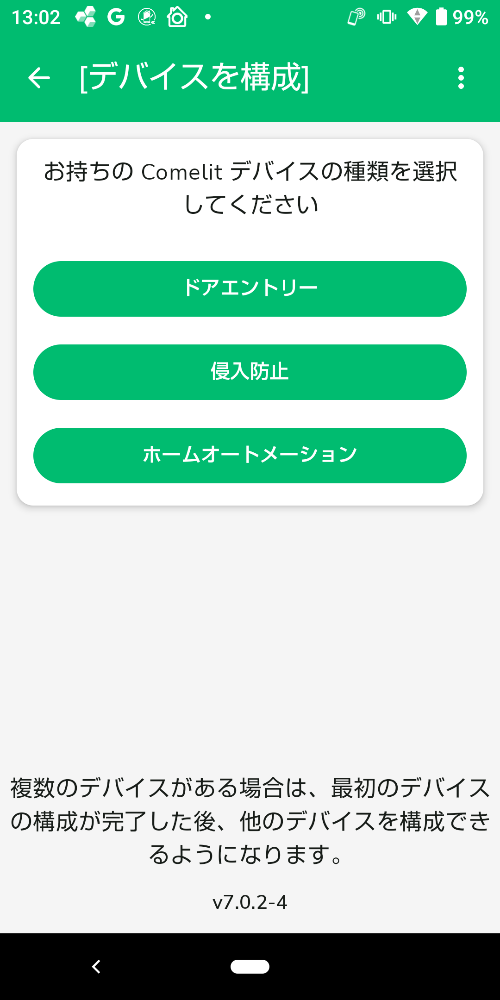 13:02
99%
[デバイスを構成]
お持ちの Comelit デバイスの種類を選択
してください
ドアエントリー
侵入防止
ホームオートメーション
複数のデバイスがある場合は、最初のデバイス
の構成が完了した後、他のデバイスを構成でき
るようになります。
v7.0.2-4